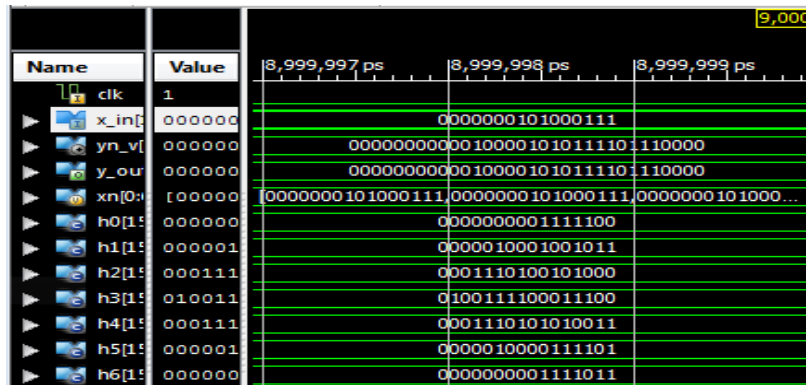 9,000
Name Value 8,999,997 ps 8,999,998 ps 8,999,999 ps
clk 1
x_in[ 000000 0000000101000111
yn_v[ 000000 00000000000100001010111101110000
y_ou 000000 00000000000100001010111101110000
xn[0: [00000 [0000000101000111,0000000101000111,0000000101000...
h0[15 000000 0000000001111100
h1[15 000001 0000010001001011
h2[15 000111 0001110100101000
h3[15 010011 0100111100011100
h4[15 000111 0001110101010011
h5[15 000001 0000010000111101
h6[15 000000 0000000001111011